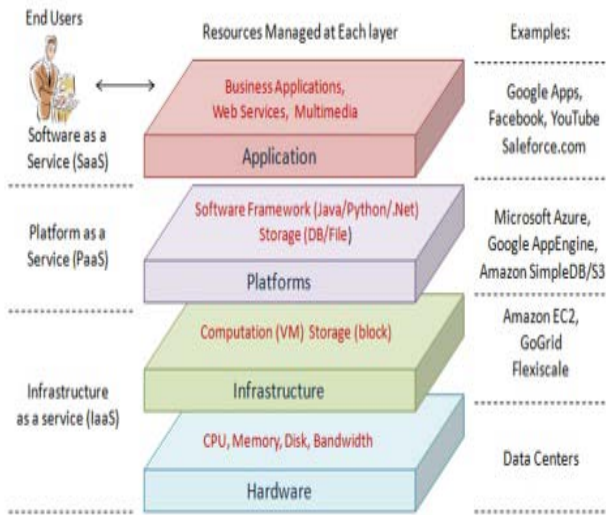 End Users
Resources Managed at Each layer
Examples:
Business Applications,
Web Services, Multimedia
Application
Software as a
Service (SaaS)
Google Apps,
Facebook, YouTube
Saleforce.com
Software Framework (Java/Python/.Net)
Storage (DB/File)
Platforms
Platform as a
Service (PaaS)
Microsoft Azure,
Google AppEngine,
Amazon SimpleDB/S3
Computation (VM) Storage (block)
Infrastructure
Amazon EC2,
GoGrid
Flexiscale
Infrastructure
as a service (IaaS)
CPU, Memory, Disk, Bandwidth
Hardware
Data Centers